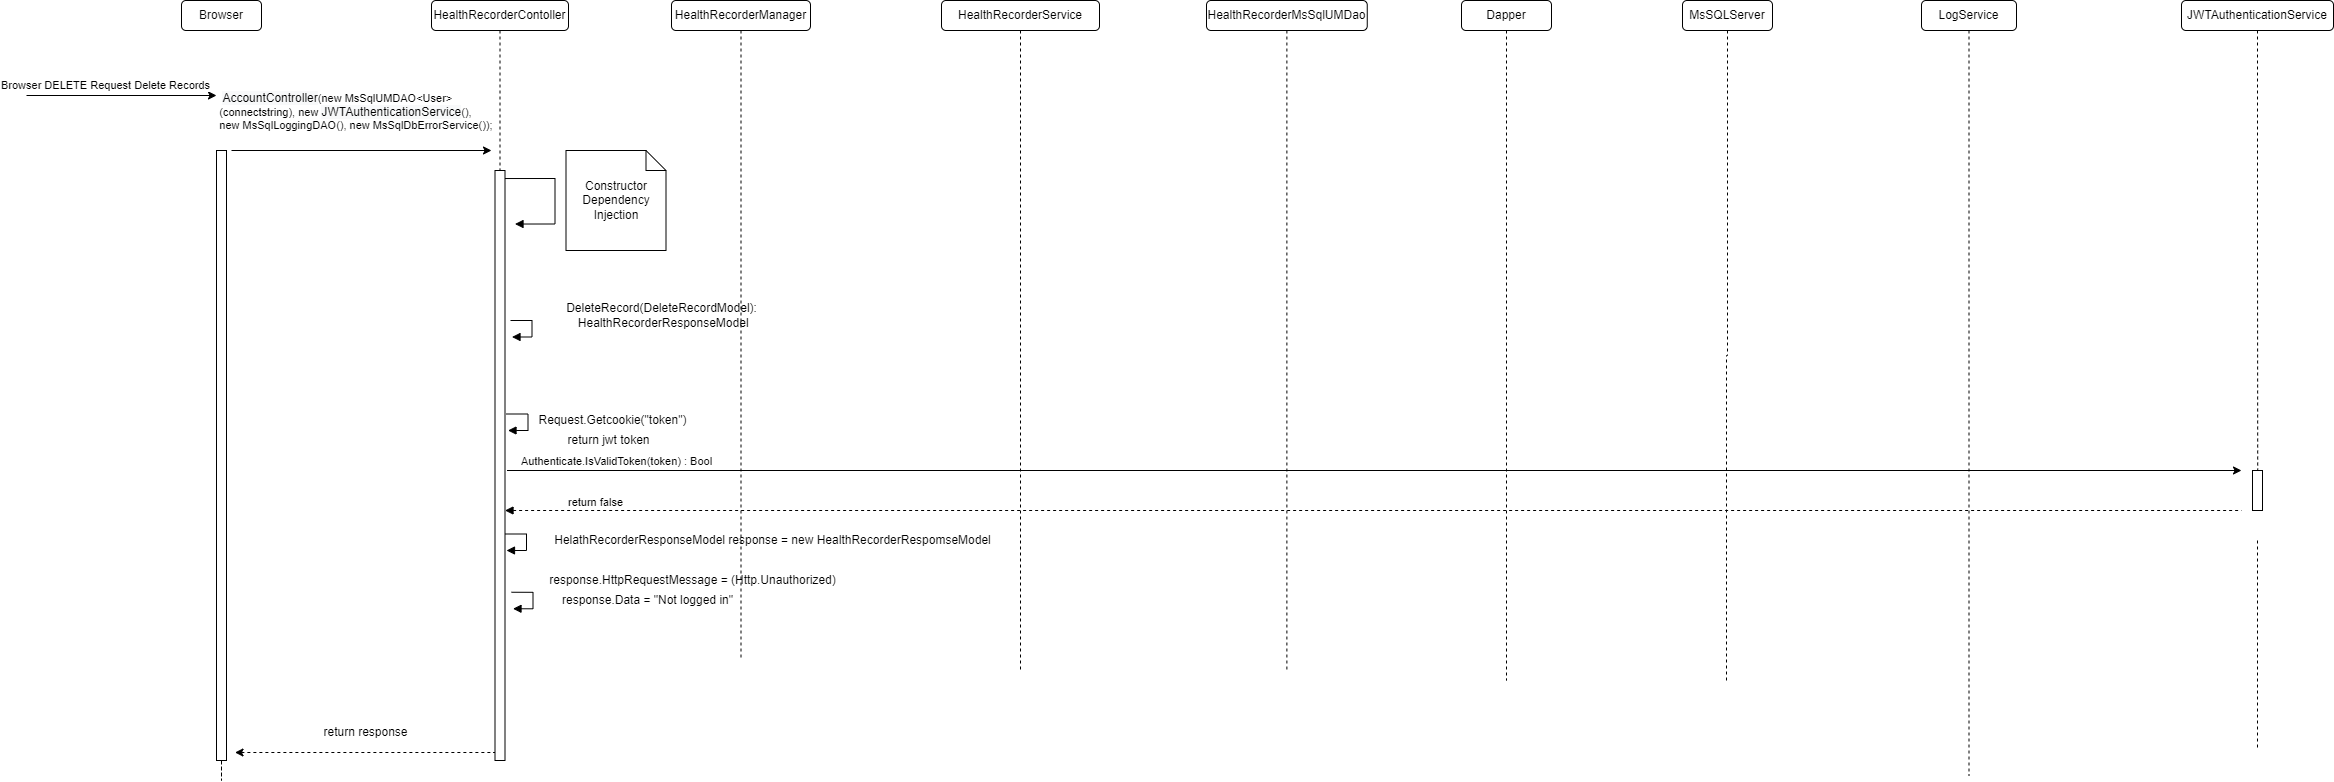 Browser
HealthRecorderContoller
HealthRecorderManager
HealthRecorderService
HealthRecorderMsSqlUMDao
Dapper
MsSQLServer
LogService
JWTAuthenticationService
Browser DELETE Request Delete Records
AccountController(new MsSqlUMDAO<User>
(connectstring), new JWTAuthenticationService(),
new MsSqlLoggingDAO(), new MsSqlDbErrorService());
Constructor
Dependency
Injection
DeleteRecord(DeleteRecordModel):
HealthRecorderResponseModel
Request.Getcookie("token")
return jwt token
Authenticate.IsValidToken(token) : Bool
return false
HelathRecorderResponseModel response = new HealthRecorderRespomseModel
response.HttpRequestMessage = (Http.Unauthorized)
response.Data = "Not logged in"
return response